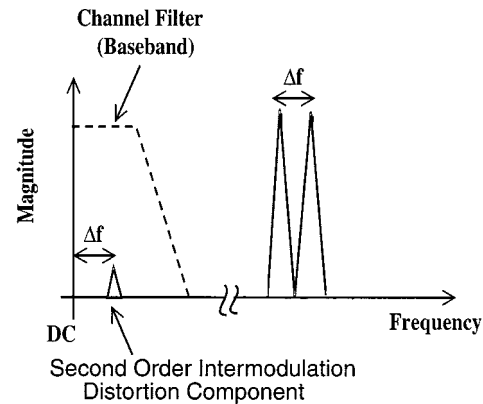 Channel Filter
(Baseband)
Δf
Magnitude
Δf
DC
Frequency
Second Order Intermodulation
Distortion Component